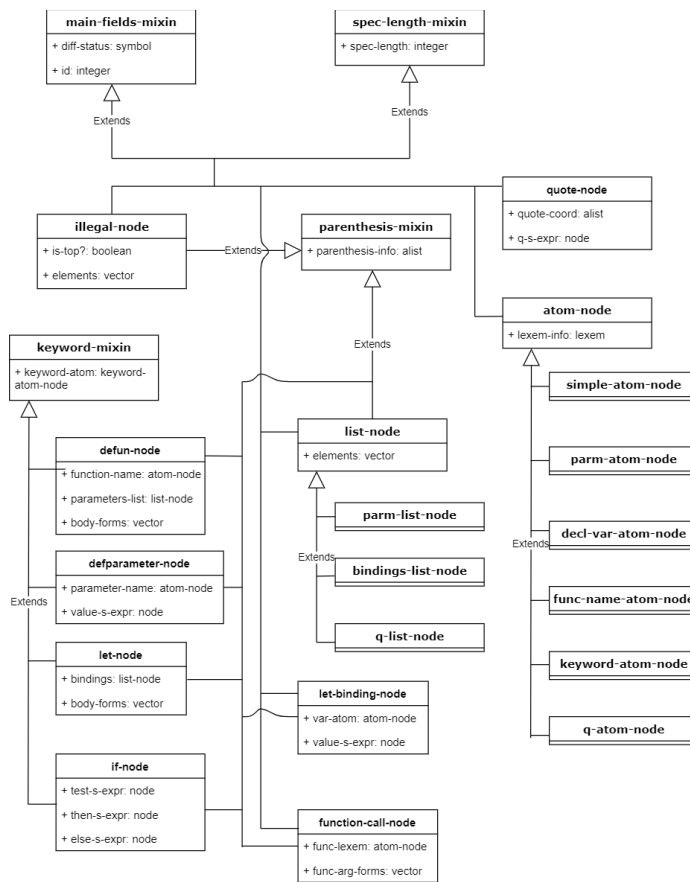 main-fields-mixin
+ diff-status: symbol
+ id: integer
spec-length-mixin
+ spec-length: integer
Extends
Extends
quote-node
+ quote-coord: alist
+ q-s-expr: node
illegal-node
+ is-top?: boolean
+ elements: vector
Extends
parenthesis-mixin
+ parenthesis-info: alist
atom-node
+ lexem-info: lexem
Extends
keyword-mixin
+ keyword-atom: keyword-
atom-node
simple-atom-node
parm-atom-node
decl-var-atom-node
Extends
func-name-atom-node
keyword-atom-node
q-atom-node
list-node
+ elements: vector
parm-list-node
Extends
bindings-list-node
q-list-node
defun-node
+ function-name: atom-node
+ parameters-list: list-node
+ body-forms: vector
defparameter-node
+ parameter-name: atom-node
+ value-s-expr: node
Extends
let-node
+ bindings: list-node
+ body-forms: vector
let-binding-node
+ var-atom: atom-node
+ value-s-expr: node
if-node
+ test-s-expr: node
+ then-s-expr: node
+ else-s-expr: node
function-call-node
+ func-lexem: atom-node
+ func-arg-forms: vector